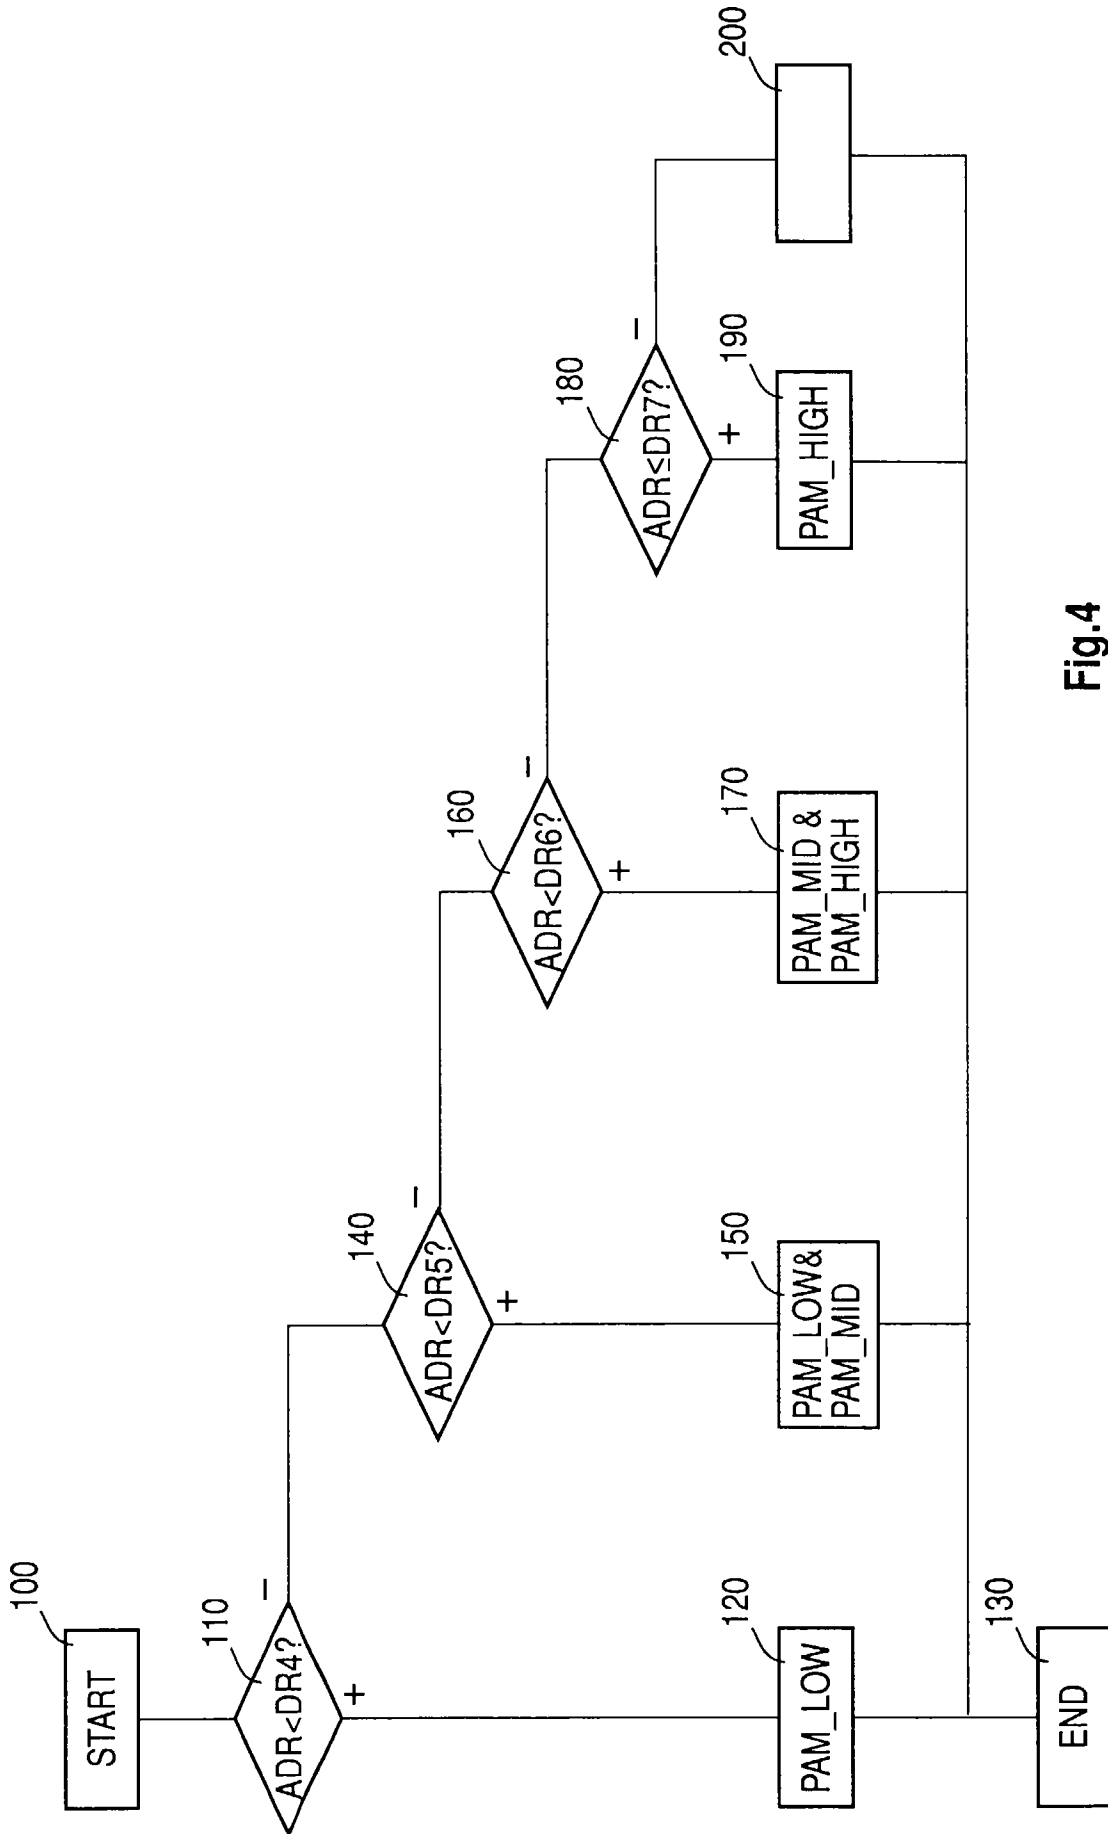 100
START
110
ADR<DR4?
–
+
140
ADR<DR5?
–
+
160
ADR<DR6?
–
+
180
ADR≤DR7?
–
+
120
PAM_LOW
150
PAM_LOW&
PAM_MID
170
PAM_MID &
PAM_HIGH
190
PAM_HIGH
200
130
END
Fig.4